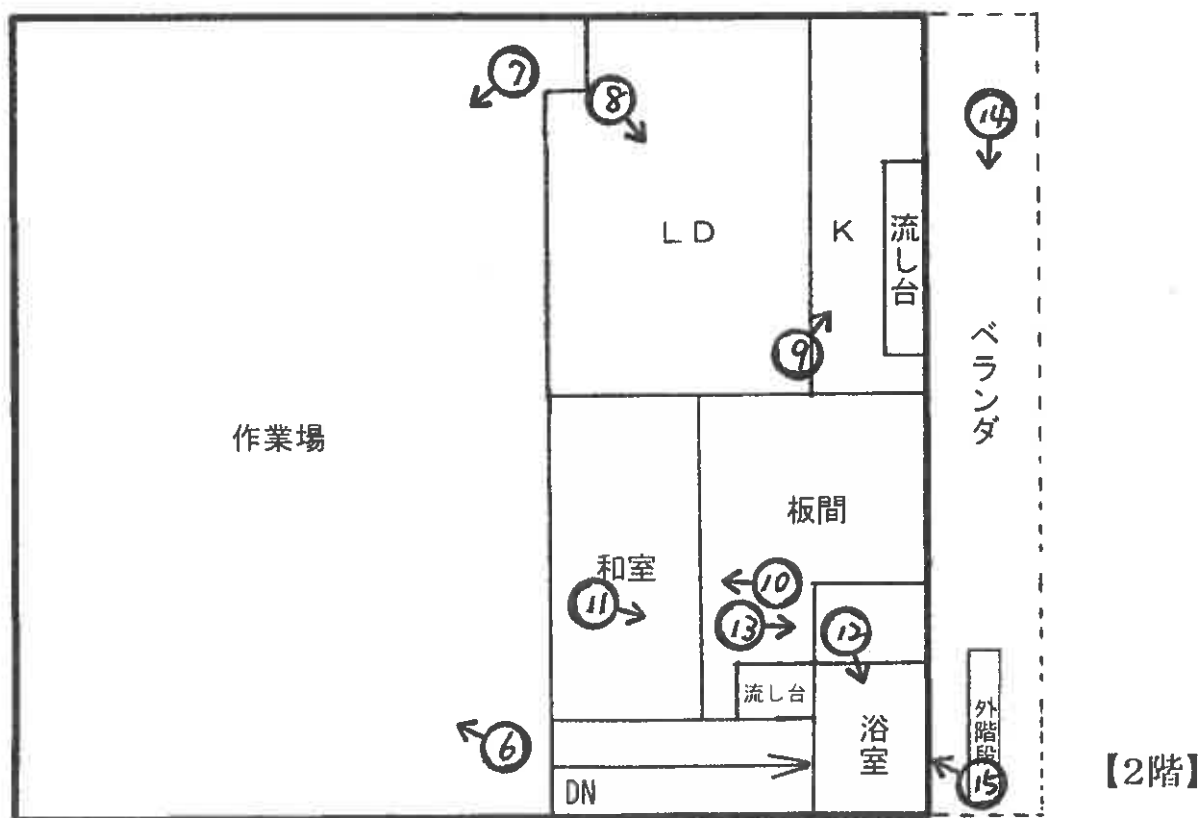 ⑦
⑧
⑭
LD
K
流し台
⑨
ベランダ
作業場
板間
和室
⑩
⑪
⑬
⑫
流し台
外階段
⑥
浴室
⑮
DN
【2階】